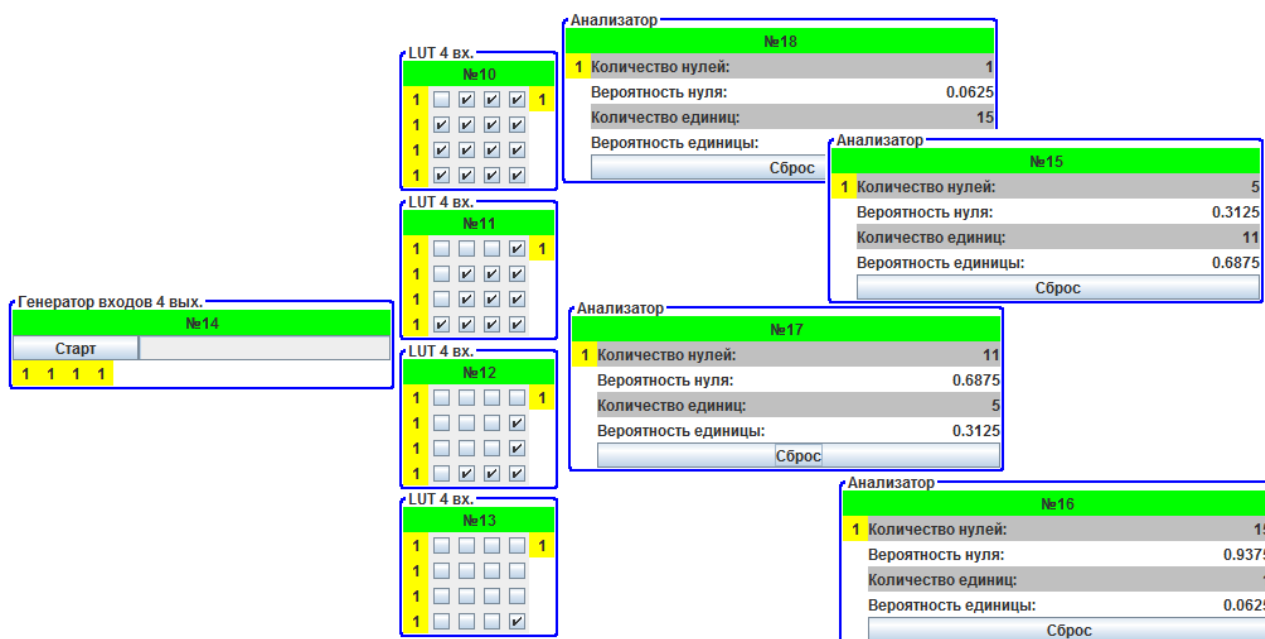 Анализатор
№18
1 Количество нулей: 1
Вероятность нуля: 0.0625
Количество единиц: 15
Вероятность единицы:
Сброс
LUT 4 вх.
№10
1 1
1
1
1
Анализатор
№15
1 Количество нулей: 5
Вероятность нуля: 0.3125
Количество единиц: 11
Вероятность единицы: 0.6875
Сброс
LUT 4 вх.
№11
1 1
1
1
1
Генератор входов 4 вых.
№14
Старт
1 1 1 1
Анализатор
№17
1 Количество нулей: 11
Вероятность нуля: 0.6875
Количество единиц: 5
Вероятность единицы: 0.3125
Сброс
LUT 4 вх.
№12
1 1
1
1
1
Анализатор
№16
1 Количество нулей: 15
Вероятность нуля: 0.9375
Количество единиц:
Вероятность единицы: 0.0625
Сброс
LUT 4 вх.
№13
1 1
1
1
1